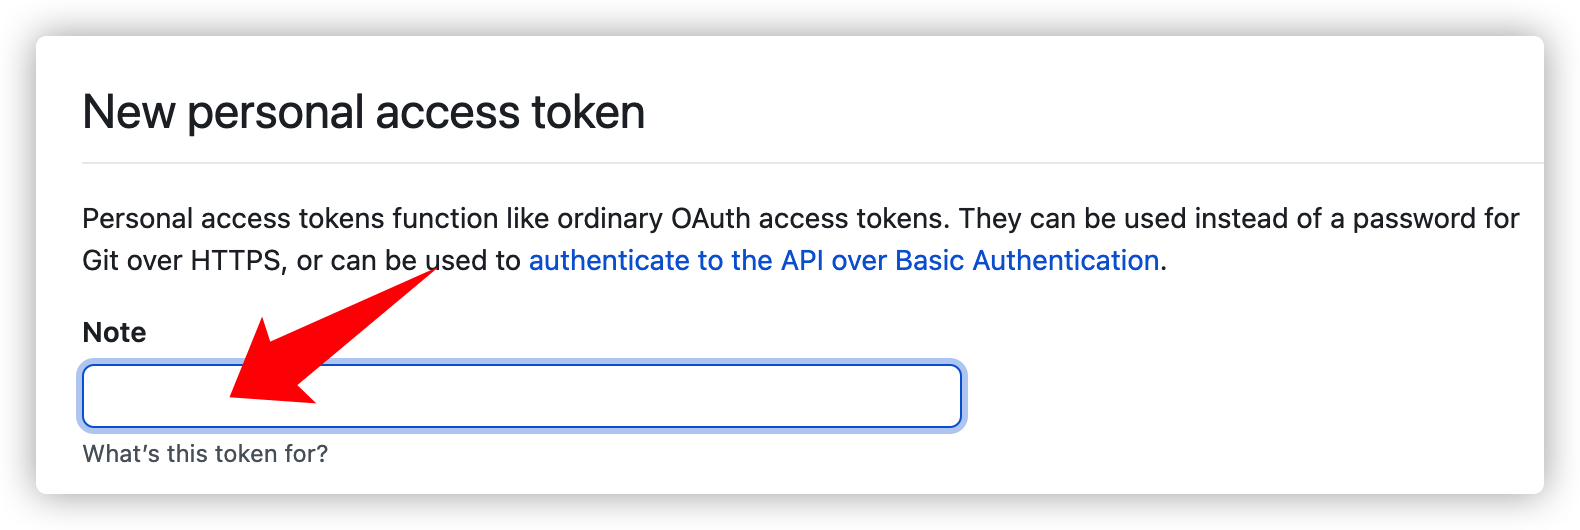 New personal access token
Personal access tokens function like ordinary OAuth access tokens. They can be used instead of a password for
Git over HTTPS, or can be used to authenticate to the API over Basic Authentication.
Note
What’s this token for?